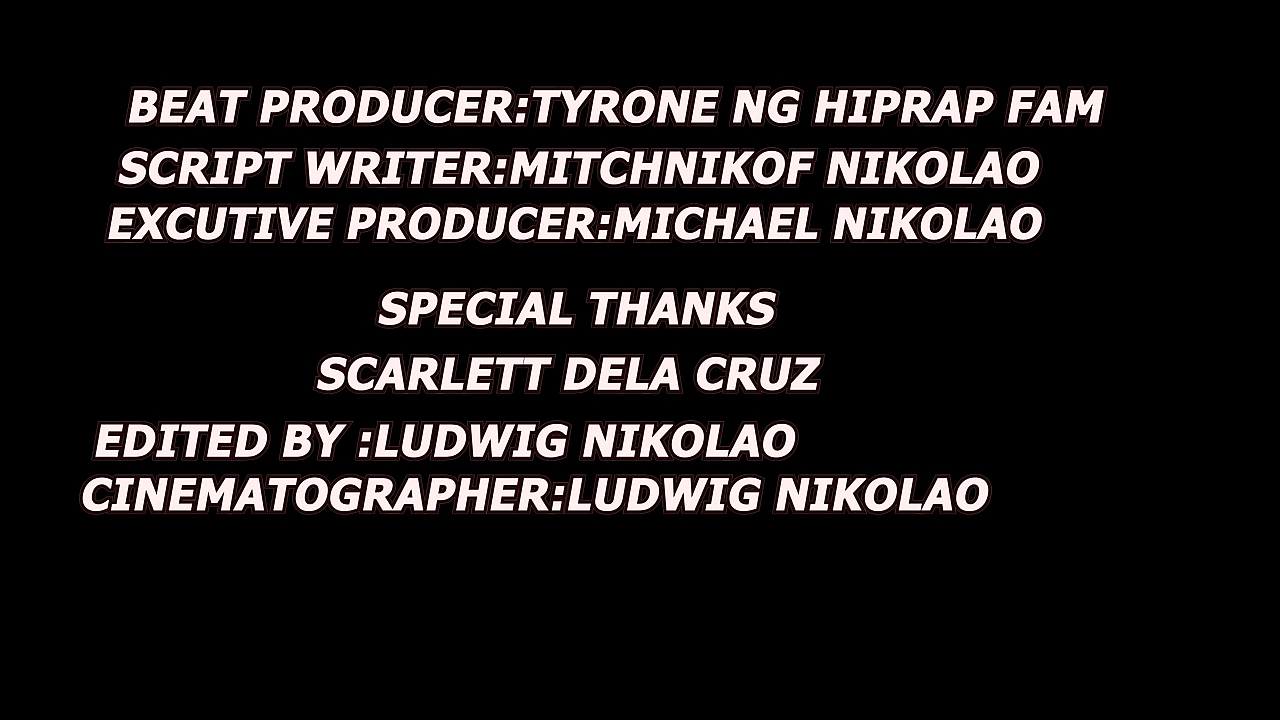 BEAT PRODUCER:TYRONE NG HIPRAP FAM
SCRIPT WRITER:MITCHNIKOF NIKOLAO
EXCUTIVE PRODUCER:MICHAEL NIKOLAO
SPECIAL THANKS
SCARLETT DELA CRUZ
EDITED BY :LUDWIG NIKOLAO
CINEMATOGRAPHER:LUDWIG NIKOLAO